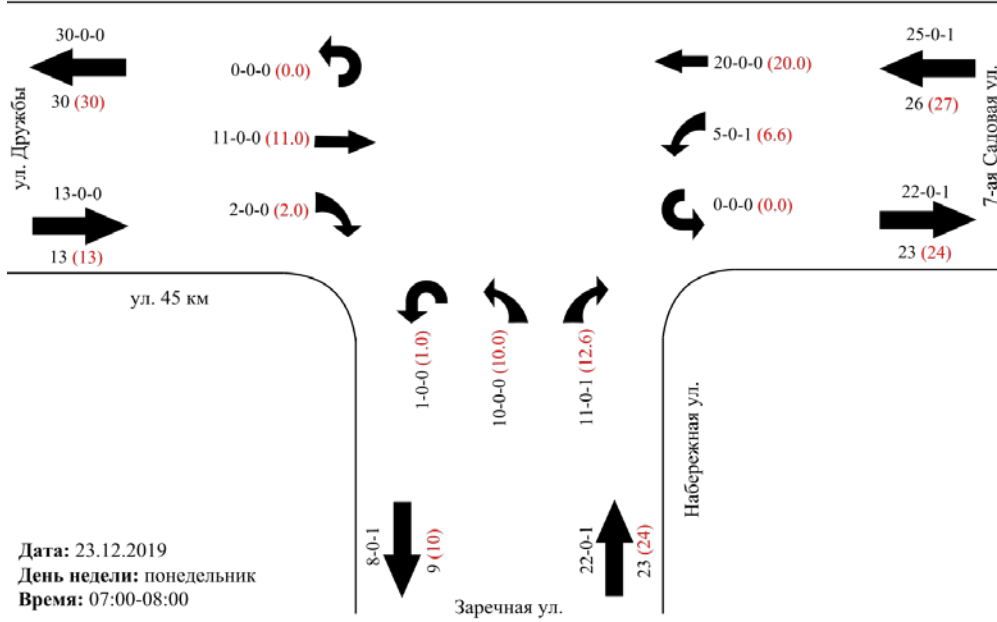 30-0-0
30 (30)
ул. Дружбы
13-0-0
13 (13)
ул. 45 км
0-0-0 (0.0)
11-0-0 (11.0)
2-0-0 (2.0)
20-0-0 (20.0)
5-0-1 (6.6)
0-0-0 (0.0)
25-0-1
26 (27)
22-0-1
23 (24)
7-ая Садовая ул.
1-0-0 (1.0)
10-0-0 (10.0)
11-0-1 (12.6)
Набережная ул.
8-0-1
9 (10)
22-0-1
23 (24)
Заречная ул.
Дата: 23.12.2019
День недели: понедельник
Время: 07:00-08:00